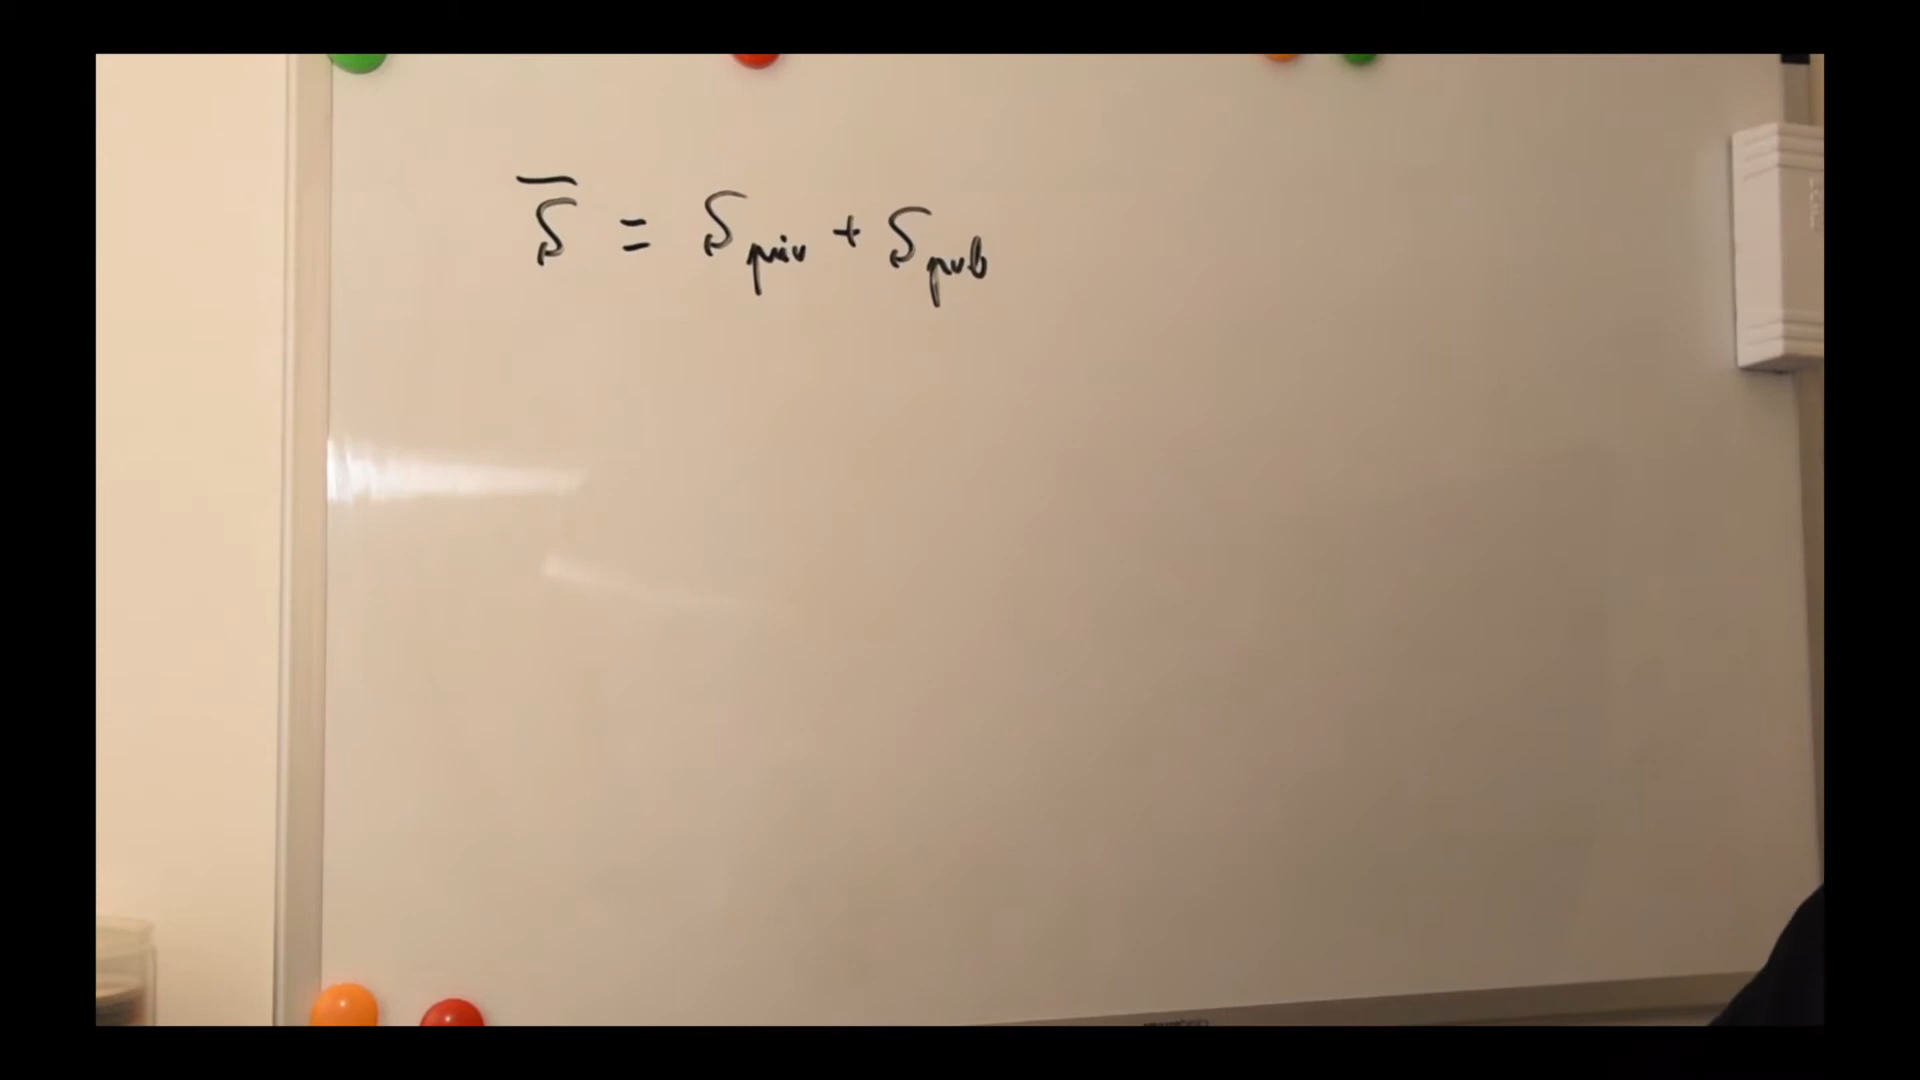 S̅ = S_priv + S_pub